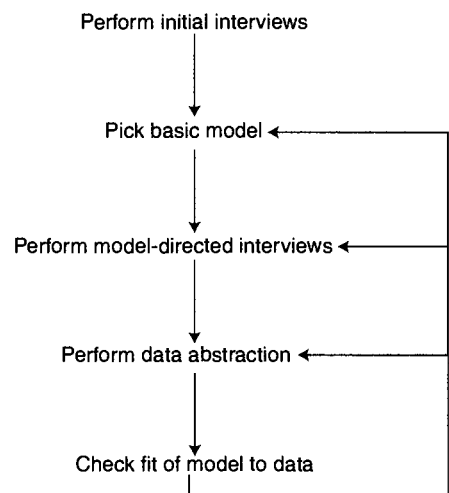 Perform initial interviews
Pick basic model
Perform model-directed interviews
Perform data abstraction
Check fit of model to data